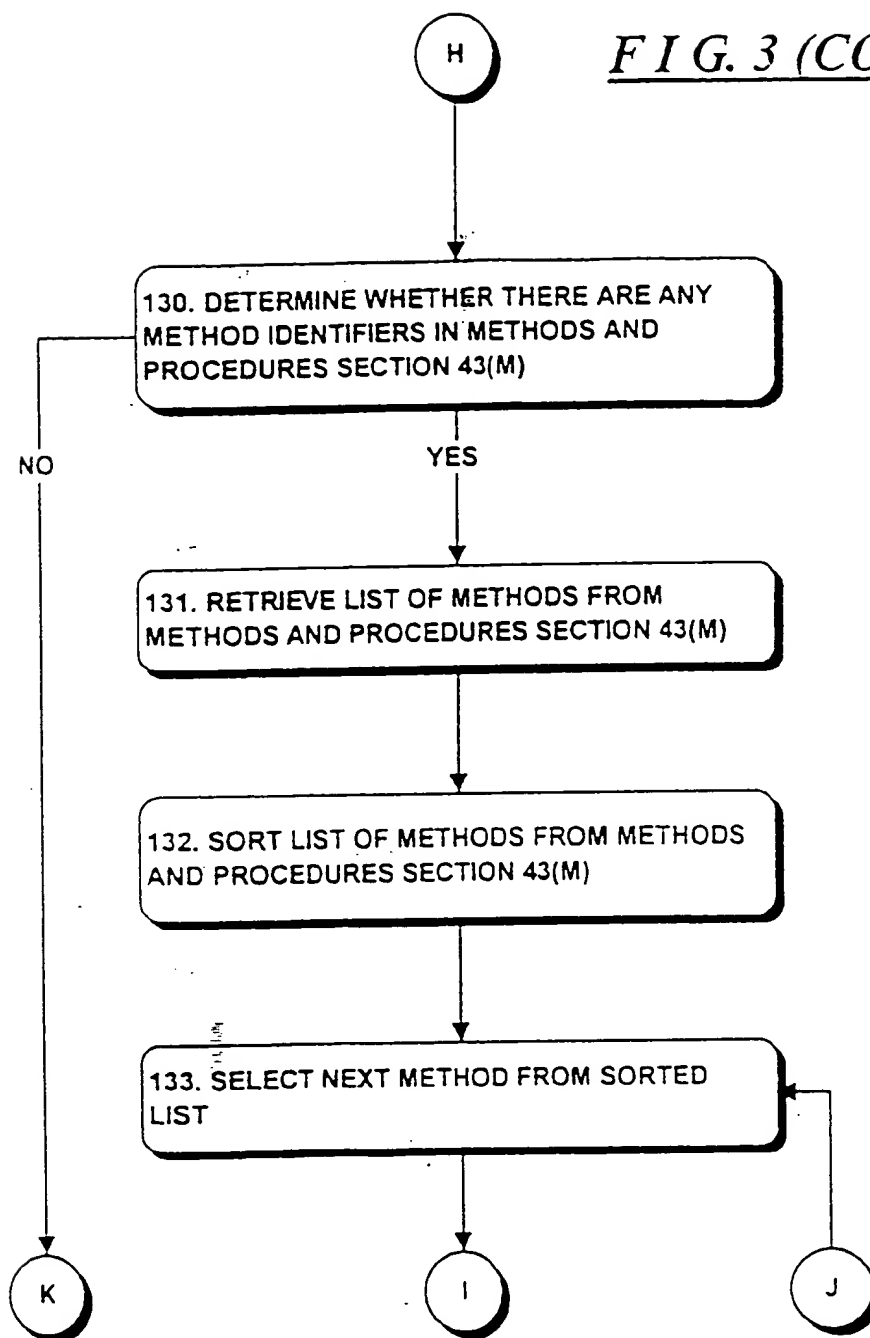 H
F I G. 3 (CO
130. DETERMINE WHETHER THERE ARE ANY
METHOD IDENTIFIERS IN METHODS AND
PROCEDURES SECTION 43(M)
NO
YES
131. RETRIEVE LIST OF METHODS FROM
METHODS AND PROCEDURES SECTION 43(M)
132. SORT LIST OF METHODS FROM METHODS
AND PROCEDURES SECTION 43(M)
133. SELECT NEXT METHOD FROM SORTED
LIST
K
I
J